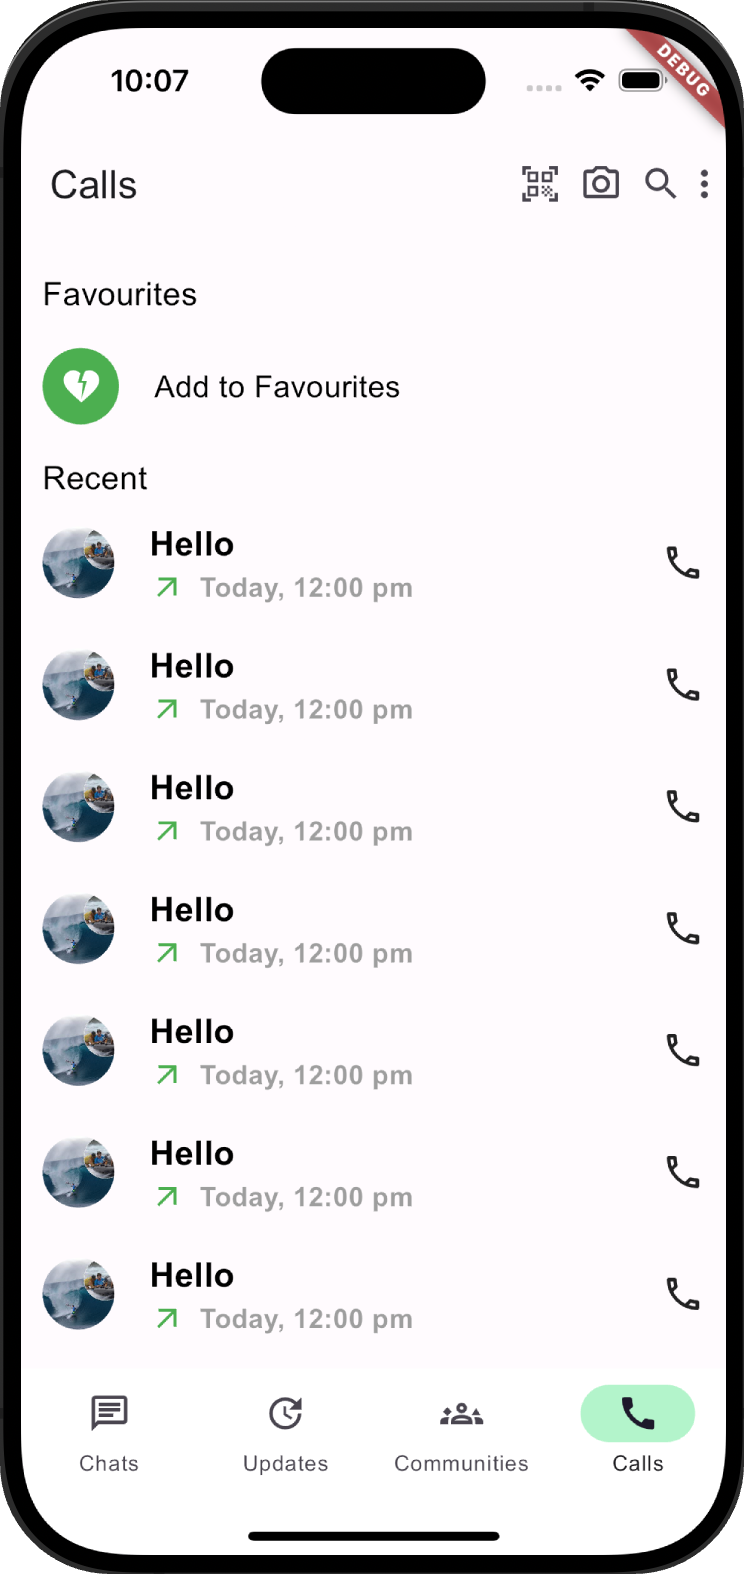 10:07
DEBUG
Calls
Favourites
Add to Favourites
Recent
Hello
Today, 12:00 pm
Hello
Today, 12:00 pm
Hello
Today, 12:00 pm
Hello
Today, 12:00 pm
Hello
Today, 12:00 pm
Hello
Today, 12:00 pm
Hello
Today, 12:00 pm
Chats Updates Communities Calls